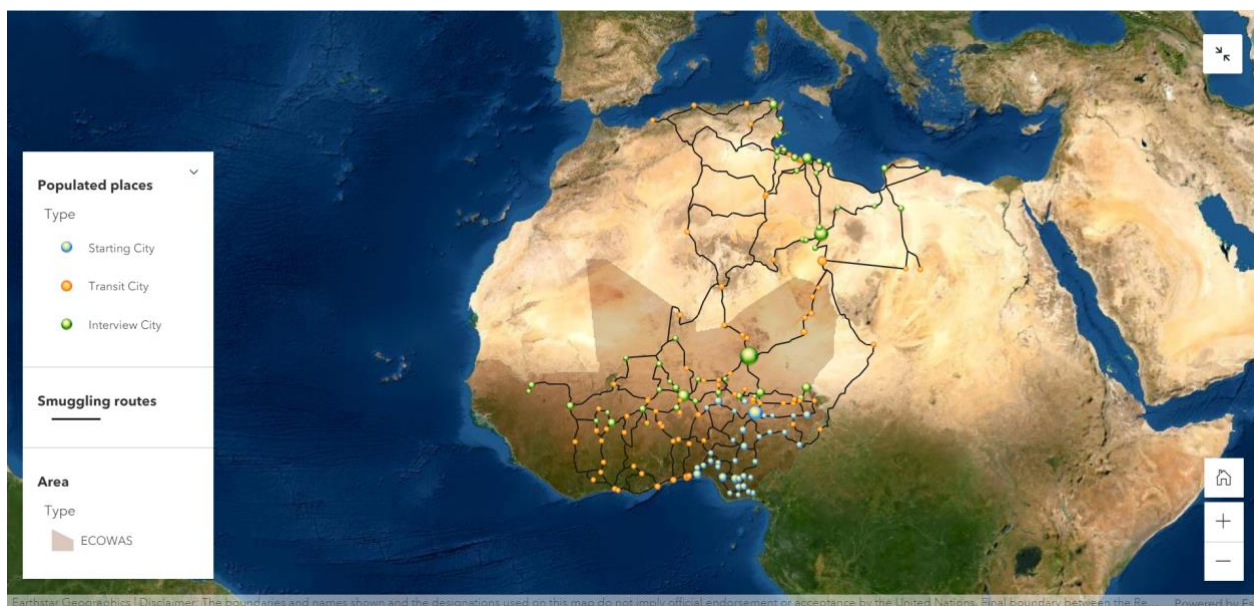 Populated places
Type
Starting City
Transit City
Interview City
Smuggling routes
Area
Type
ECOWAS
Earthstar Geographics | Disclaimer: The boundaries and names shown and the designations used on this map do not imply official endorsement or acceptance by the United Nations. Final boundary between the Re... Powered by